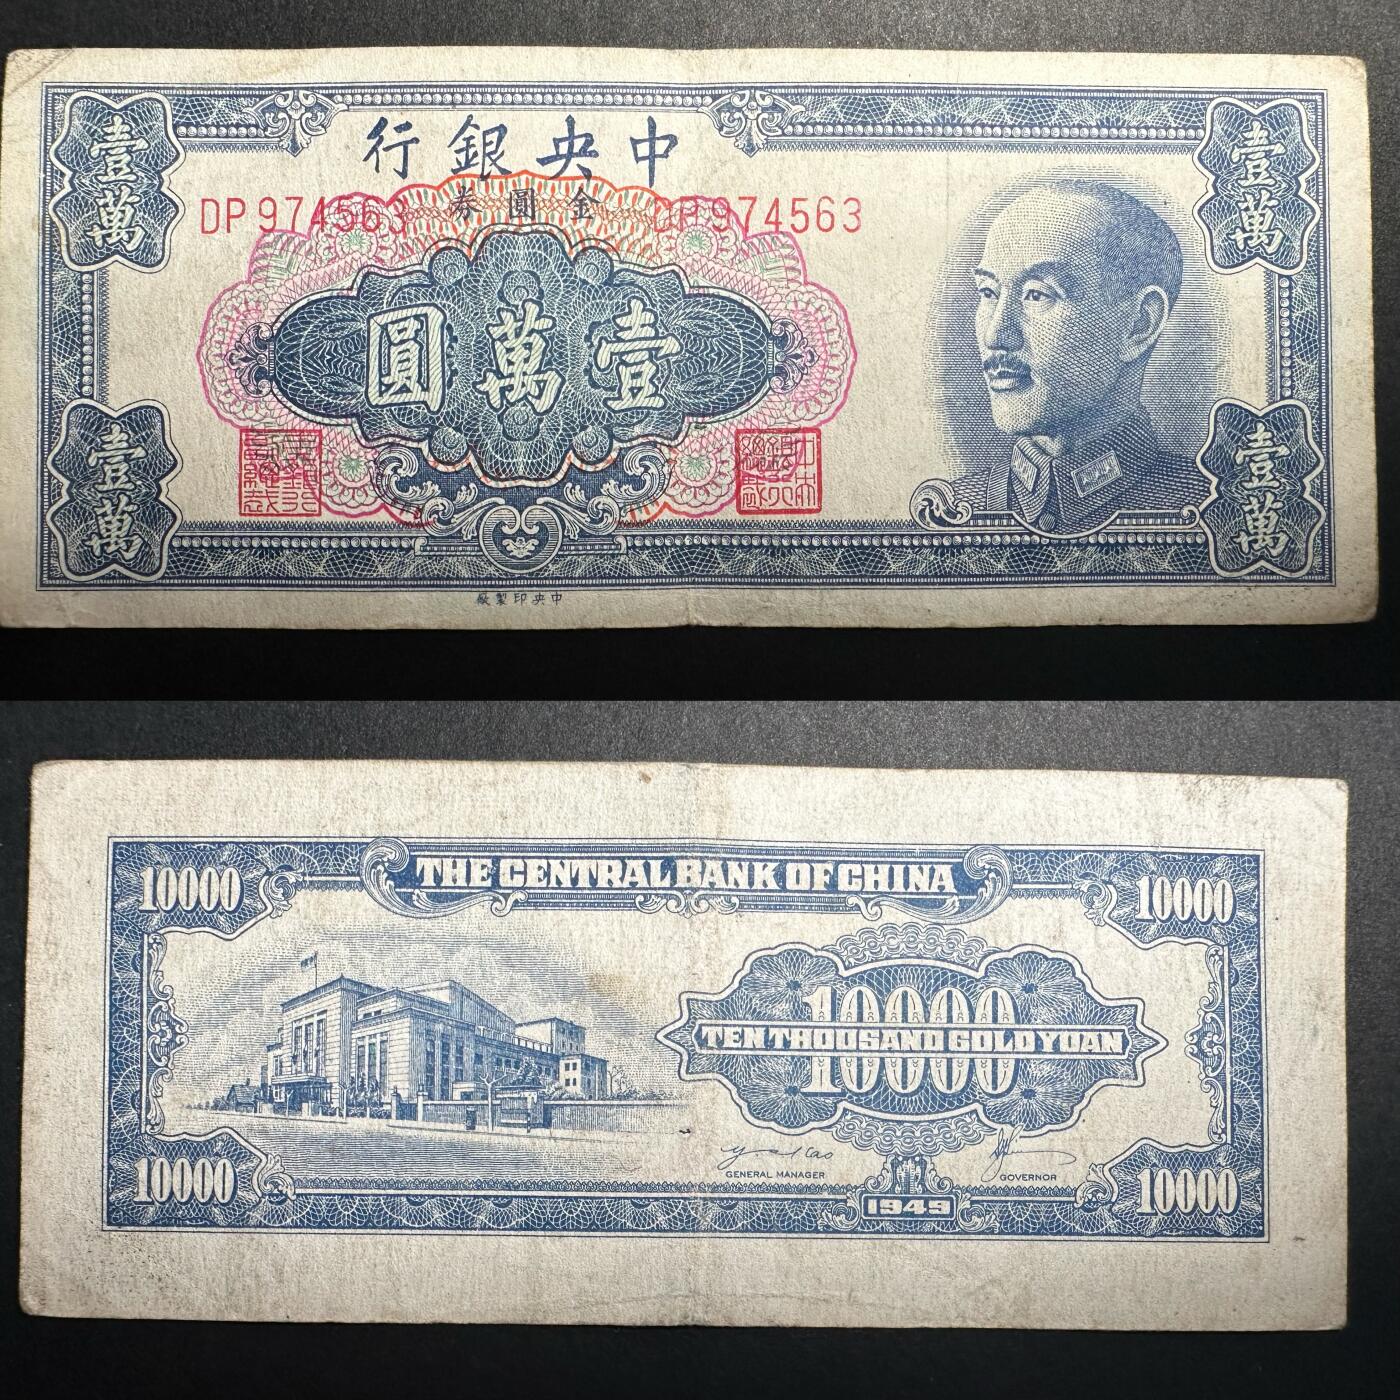 壹萬
壹萬
中央銀行
金圓券
DP974563
DP974563
壹萬圓
壹萬
壹萬
中央印製廠
THE CENTRAL BANK OF CHINA
10000
10000
10000
TEN THOUSAND GOLD YUAN
GENERAL MANAGER
GOVERNOR
10000
10000
1949